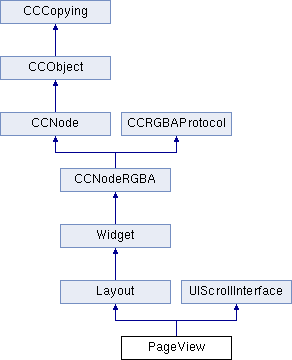 CCCopying
CCObject
CCNode
CCRGBAProtocol
CCNodeRGBA
Widget
Layout
UIScrollInterface
PageView